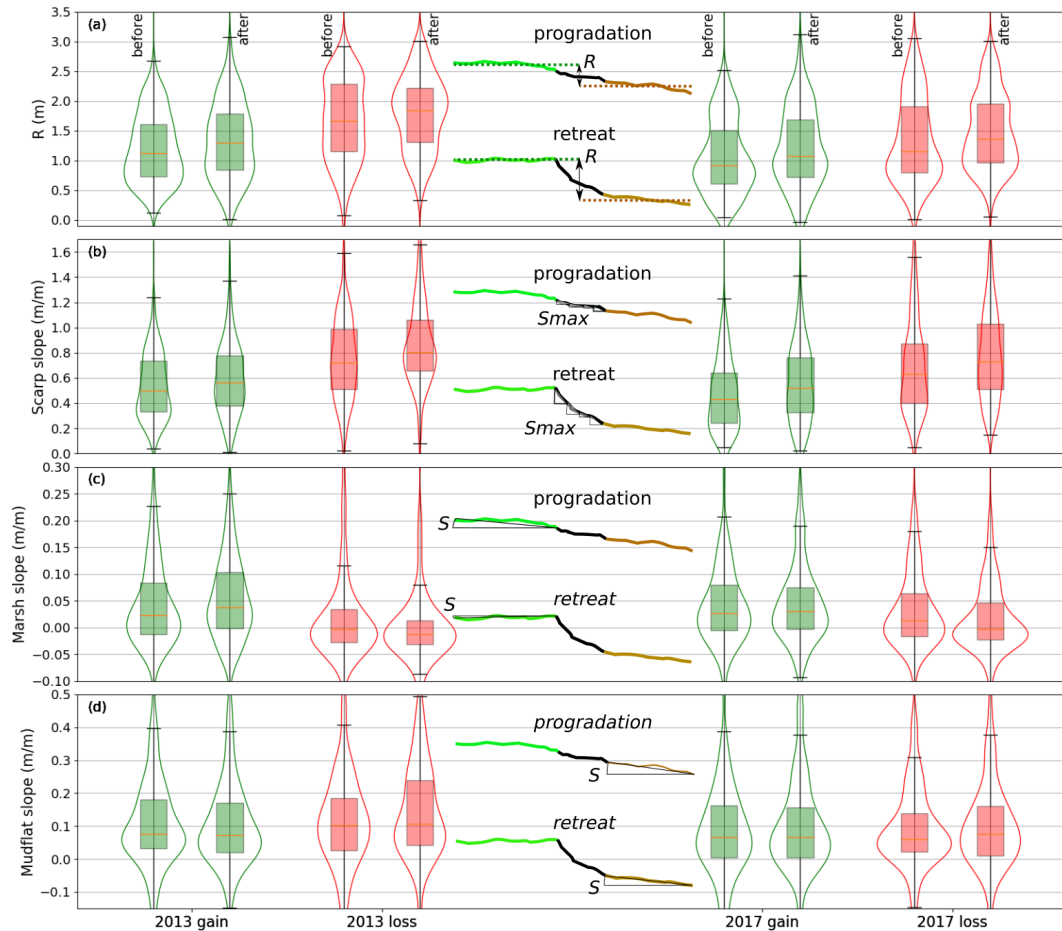 (a)
before
after
before
after
progradation
R
retreat
R
before
after
before
after
R (m)
3.5
3.0
2.5
2.0
1.5
1.0
0.5
0.0
(b)
progradation
Smax
retreat
Smax
Scarp slope (m/m)
1.6
1.4
1.2
1.0
0.8
0.6
0.4
0.2
0.0
(c)
progradation
S
retreat
S
Marsh slope (m/m)
0.30
0.25
0.20
0.15
0.10
0.05
0.00
−0.05
−0.10
(d)
progradation
S
retreat
S
Mudflat slope (m/m)
0.5
0.4
0.3
0.2
0.1
0.0
−0.1
2013 gain
2013 loss
2017 gain
2017 loss